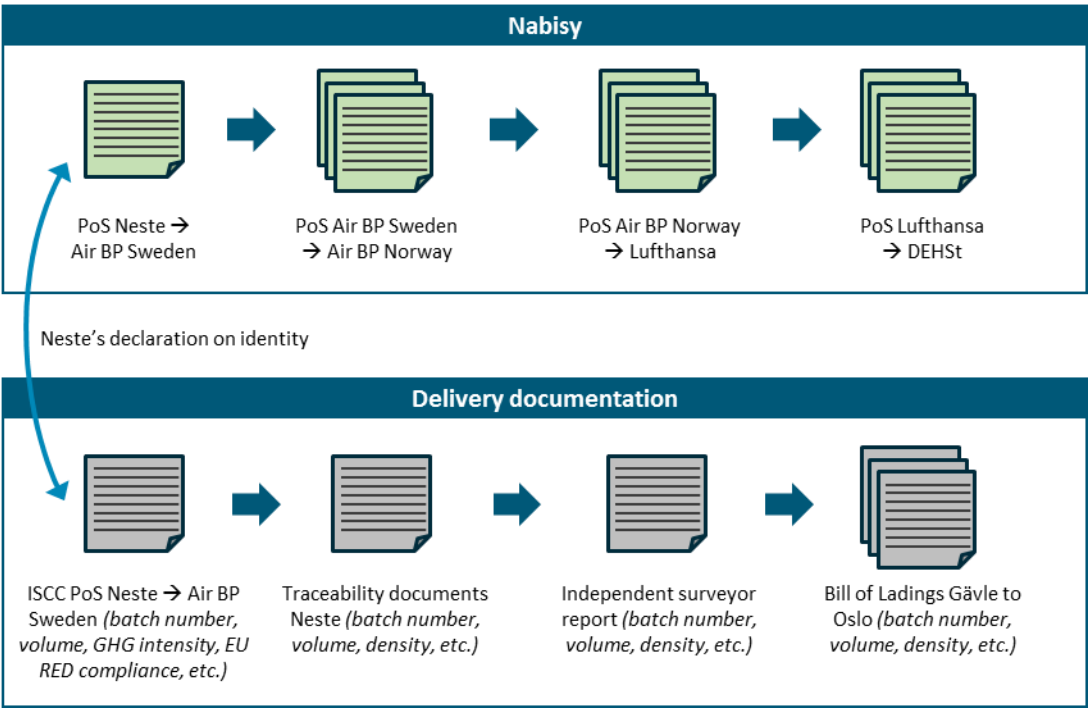 Nabisy
PoS Neste →
Air BP Sweden
PoS Air BP Sweden
→ Air BP Norway
PoS Air BP Norway
→ Lufthansa
PoS Lufthansa
→ DEHSt
Neste's declaration on identity
Delivery documentation
ISCC PoS Neste → Air BP
Sweden (batch number,
volume, GHG intensity, EU
RED compliance, etc.)
Traceability documents
Neste (batch number,
volume, density, etc.)
Independent surveyor
report (batch number,
volume, density, etc.)
Bill of Ladings Gävle to
Oslo (batch number,
volume, density, etc.)